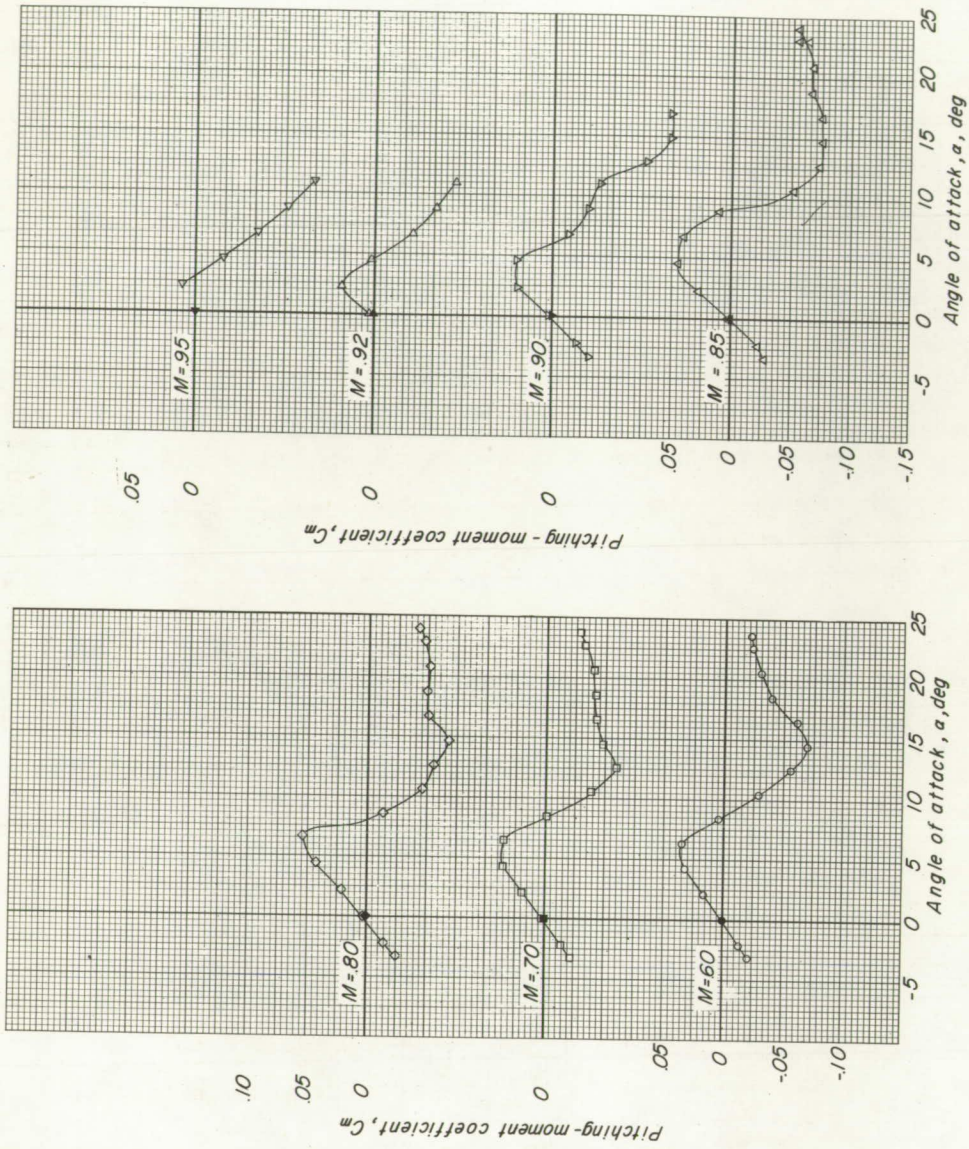 Pitching-moment coefficient, Cm
.10
.05
0
0
.05
0
-.05
-.10
M=.80
M=.70
M=.60
-5
0
5
10
15
20
25
Angle of attack, α, deg
Pitching-moment coefficient, Cm
.05
0
0
0
.05
0
-.05
-.10
-.15
M=.95
M=.92
M=.90
M=.85
-5
0
5
10
15
20
25
Angle of attack, α, deg